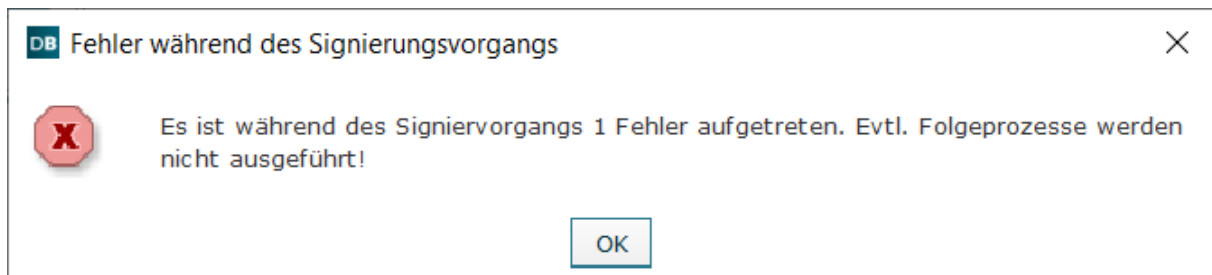 DB Fehler während des Signierungsvorgangs
Es ist während des Signiervorgangs 1 Fehler aufgetreten. Evtl. Folgeprozesse werden
nicht ausgeführt!
OK